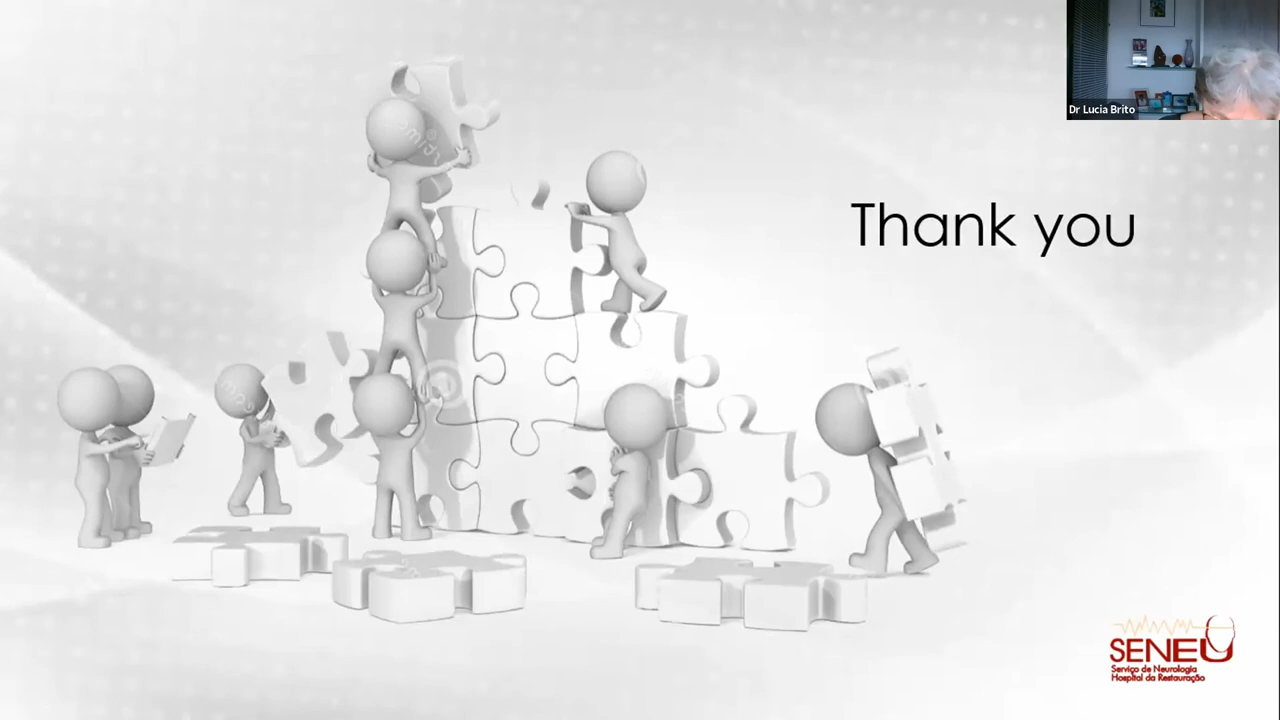 Dr Lucia Brito
Thank you
SENEU
Serviço de Neurologia
Hospital da Restauração